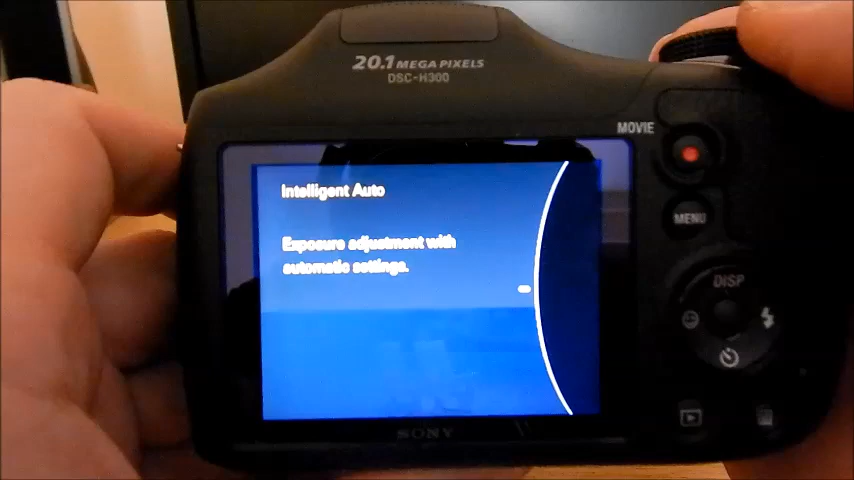 20.1 MEGA PIXELS
DSC-H300
MOVIE
Intelligent Auto
MENU
Exposure adjustment with
automatic settings.
DISP
SONY